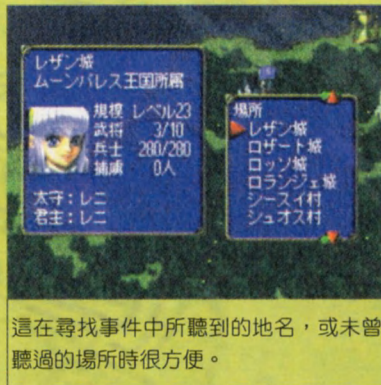 レザン城
ムーンパレス王国所属
規模 レベル23
武将 3/10
兵士 280/280
捕虜 0人
太守:レニ
君主:レニ
場所
レザン城
ロザート城
ロッソ城
ロランジェ城
シースイ村
シュオス村
這在尋找事件中所聽到的地名,或未曾
聽過的場所時很方便。